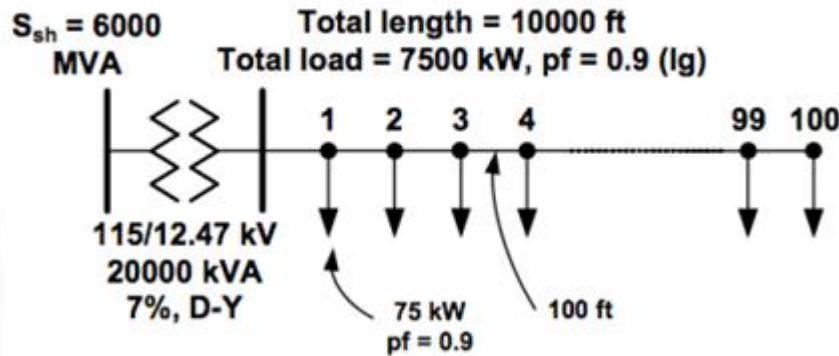 S_sh = 6000
MVA
Total length = 10000 ft
Total load = 7500 kW, pf = 0.9 (lg)
1 2 3 4 99 100
115/12.47 kV
20000 kVA
7%, D-Y
75 kW
pf = 0.9
100 ft